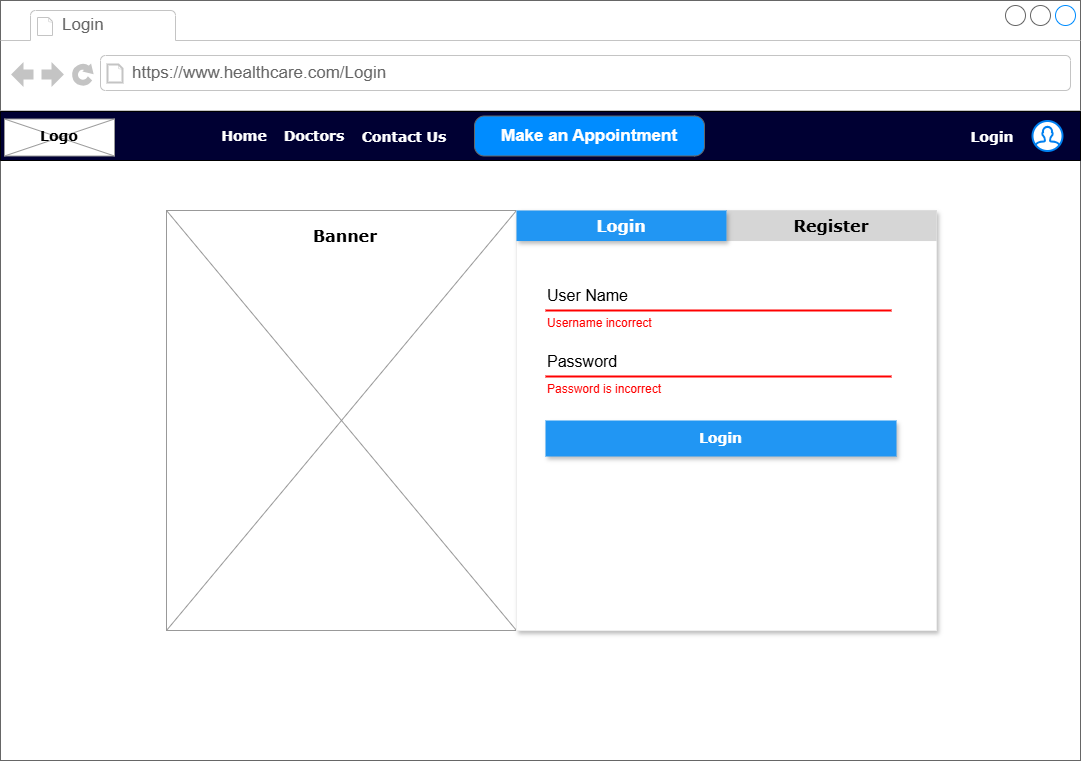 Login
https://www.healthcare.com/Login
Logo
Home Doctors Contact Us Make an Appointment Login
Banner
Login Register
User Name
Username incorrect
Password
Password is incorrect
Login